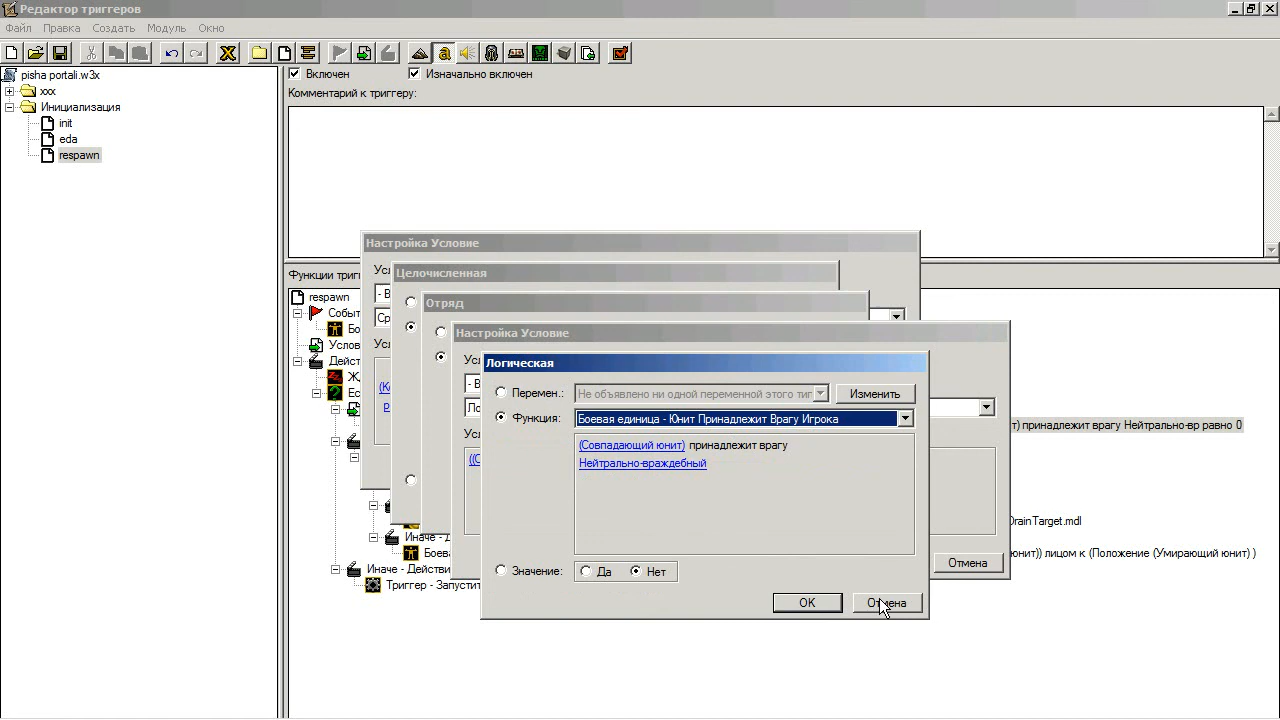 Редактор триггеров
Файл Правка Создать Модуль Окно
pisha portali.w3x
xxx
Инициализация
init
eda
respawn
Включен
Изначально включен
Комментарий к триггеру:
respawn
Настройка Условие
Целочисленная
Отряд
Настройка Условие
Логическая
Перемен.:
Не объявлено ни одной переменной этого тип
Изменить
Функция:
Боевая единица - Юнит Принадлежит Врагу Игрока
(Совпадающий юнит) принадлежит врагу
Нейтрально-враждебный
Значение:
Да
Нет
OK
Отмена
Отмена
т) принадлежит врагу Нейтрально-вр равно 0
DrainTarget.mdl
юнит)) лицом к (Положение (Умирающий юнит) )
Иначе - Д
Иначе - Действи
Триггер - Запустит